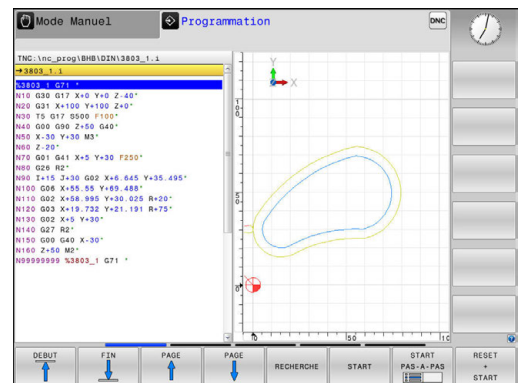 Mode Manuel
Programmation
DNC
TNC:\nc_prog\BHB\DIN\3803_1.i
→3803_1.i
%3803_1 G71 *
N10 G30 G17 X+0 Y+0 Z-40*
N20 G31 X+100 Y+100 Z+0*
N30 T5 G17 S500 F100*
N40 G00 G90 Z+50 G40*
N50 X-30 Y+30 M3*
N60 Z-20*
N70 G01 G41 X+5 Y+30 F250*
N80 G26 R2*
N90 I+15 J+30 G02 X+6.645 Y+35.495*
N100 G06 X+55.55 Y+69.488*
N110 G02 X+58.995 Y+30.025 R+20*
N120 G03 X+19.732 Y+21.191 R+75*
N130 G02 X+5 Y+30*
N140 G27 R2*
N150 G00 G40 X-30*
N160 Z+50 M2*
N99999999 %3803_1 G71 *
Y
X
100
50
0
0
50
10
DEBUT
FIN
PAGE
PAGE
RECHERCHE
START
START
PAS-A-PAS
RESET
+
START